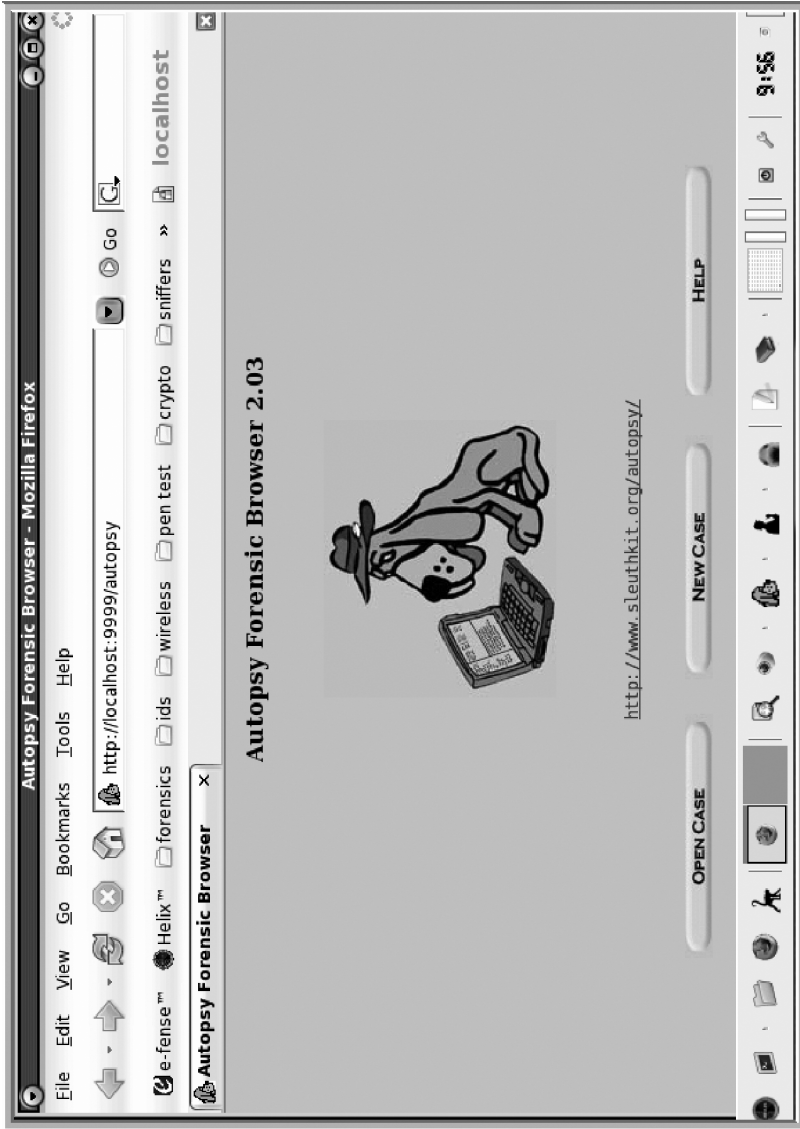 Autopsy Forensic Browser - Mozilla Firefox
File Edit View Go Bookmarks Tools Help
http://localhost:9999/autopsy Go G
e-fense™ Helix™ forensics ids wireless pen test crypto sniffers » localhost
Autopsy Forensic Browser
Autopsy Forensic Browser 2.03
http://www.sleuthkit.org/autopsy/
OPEN CASE NEW CASE HELP
9:56